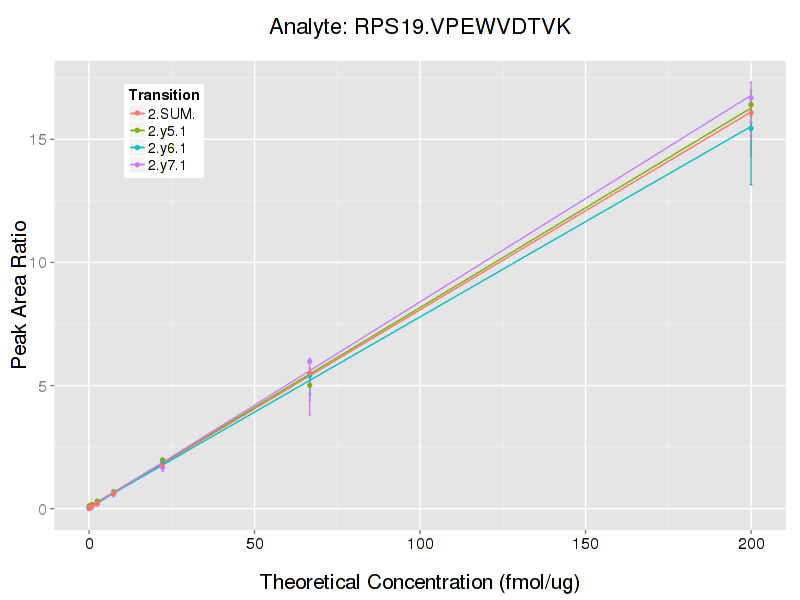 Analyte: RPS19.VPEWVDTVK
Transition
2.SUM.
2.y5.1
2.y6.1
2.y7.1
Peak Area Ratio
15
10
5
0
0 50 100 150 200
Theoretical Concentration (fmol/ug)